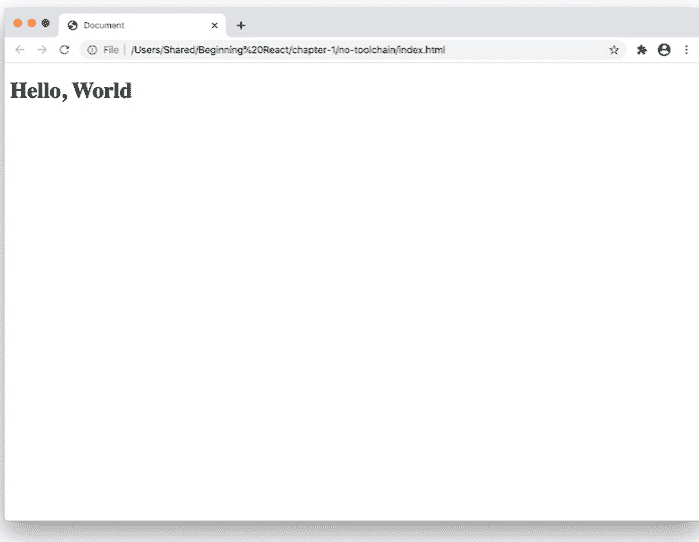 Document
File | /Users/Shared/Beginning%20React/chapter-1/no-toolchain/index.html
Hello, World